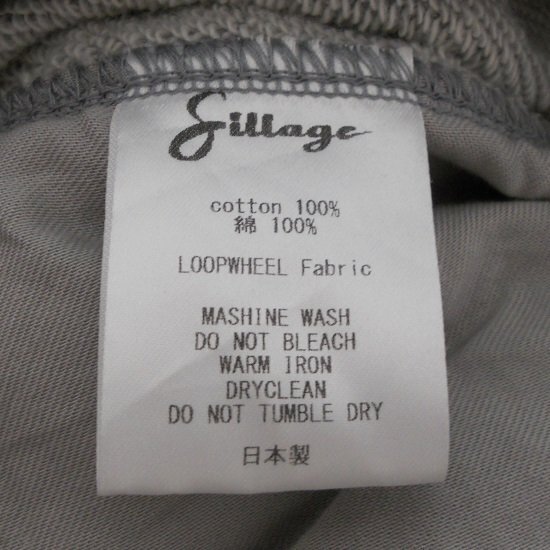 Sillage
cotton 100%
綿 100%
LOOPWHEEL Fabric
MASHINE WASH
DO NOT BLEACH
WARM IRON
DRYCLEAN
DO NOT TUMBLE DRY
日本製